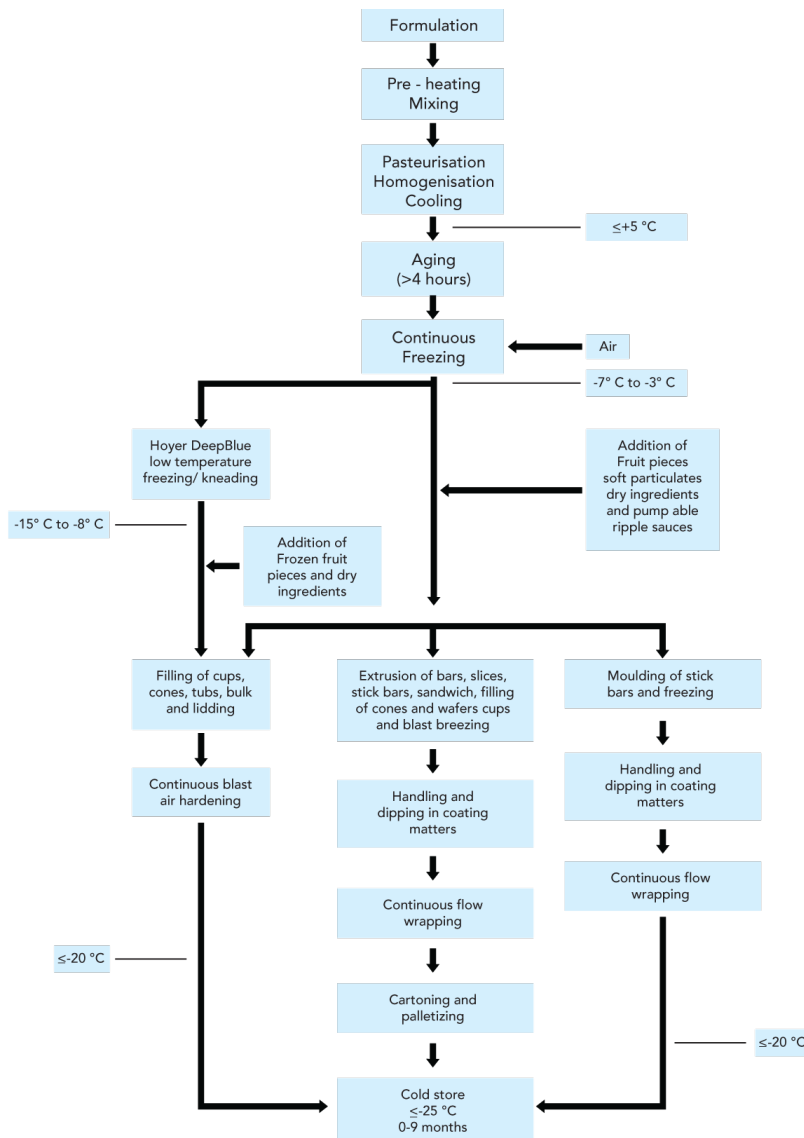 Formulation
Pre - heating
Mixing
Pasteurisation
Homogenisation
Cooling
≤+5 °C
Aging
(>4 hours)
Continuous
Freezing
Air
-7° C to -3° C
Hoyer DeepBlue
low temperature
freezing/ kneading
Addition of
Fruit pieces
soft particulates
dry ingredients
and pump able
ripple sauces
-15° C to -8° C
Addition of
Frozen fruit
pieces and dry
ingredients
Filling of cups,
cones, tubs, bulk
and lidding
Extrusion of bars, slices,
stick bars, sandwich, filling
of cones and wafers cups
and blast breezing
Moulding of stick
bars and freezing
Continuous blast
air hardening
Handling and
dipping in coating
matters
Handling and
dipping in coating
matters
Continuous flow
wrapping
Continuous flow
wrapping
≤-20 °C
Cartoning and
palletizing
≤-20 °C
Cold store
≤-25 °C
0-9 months